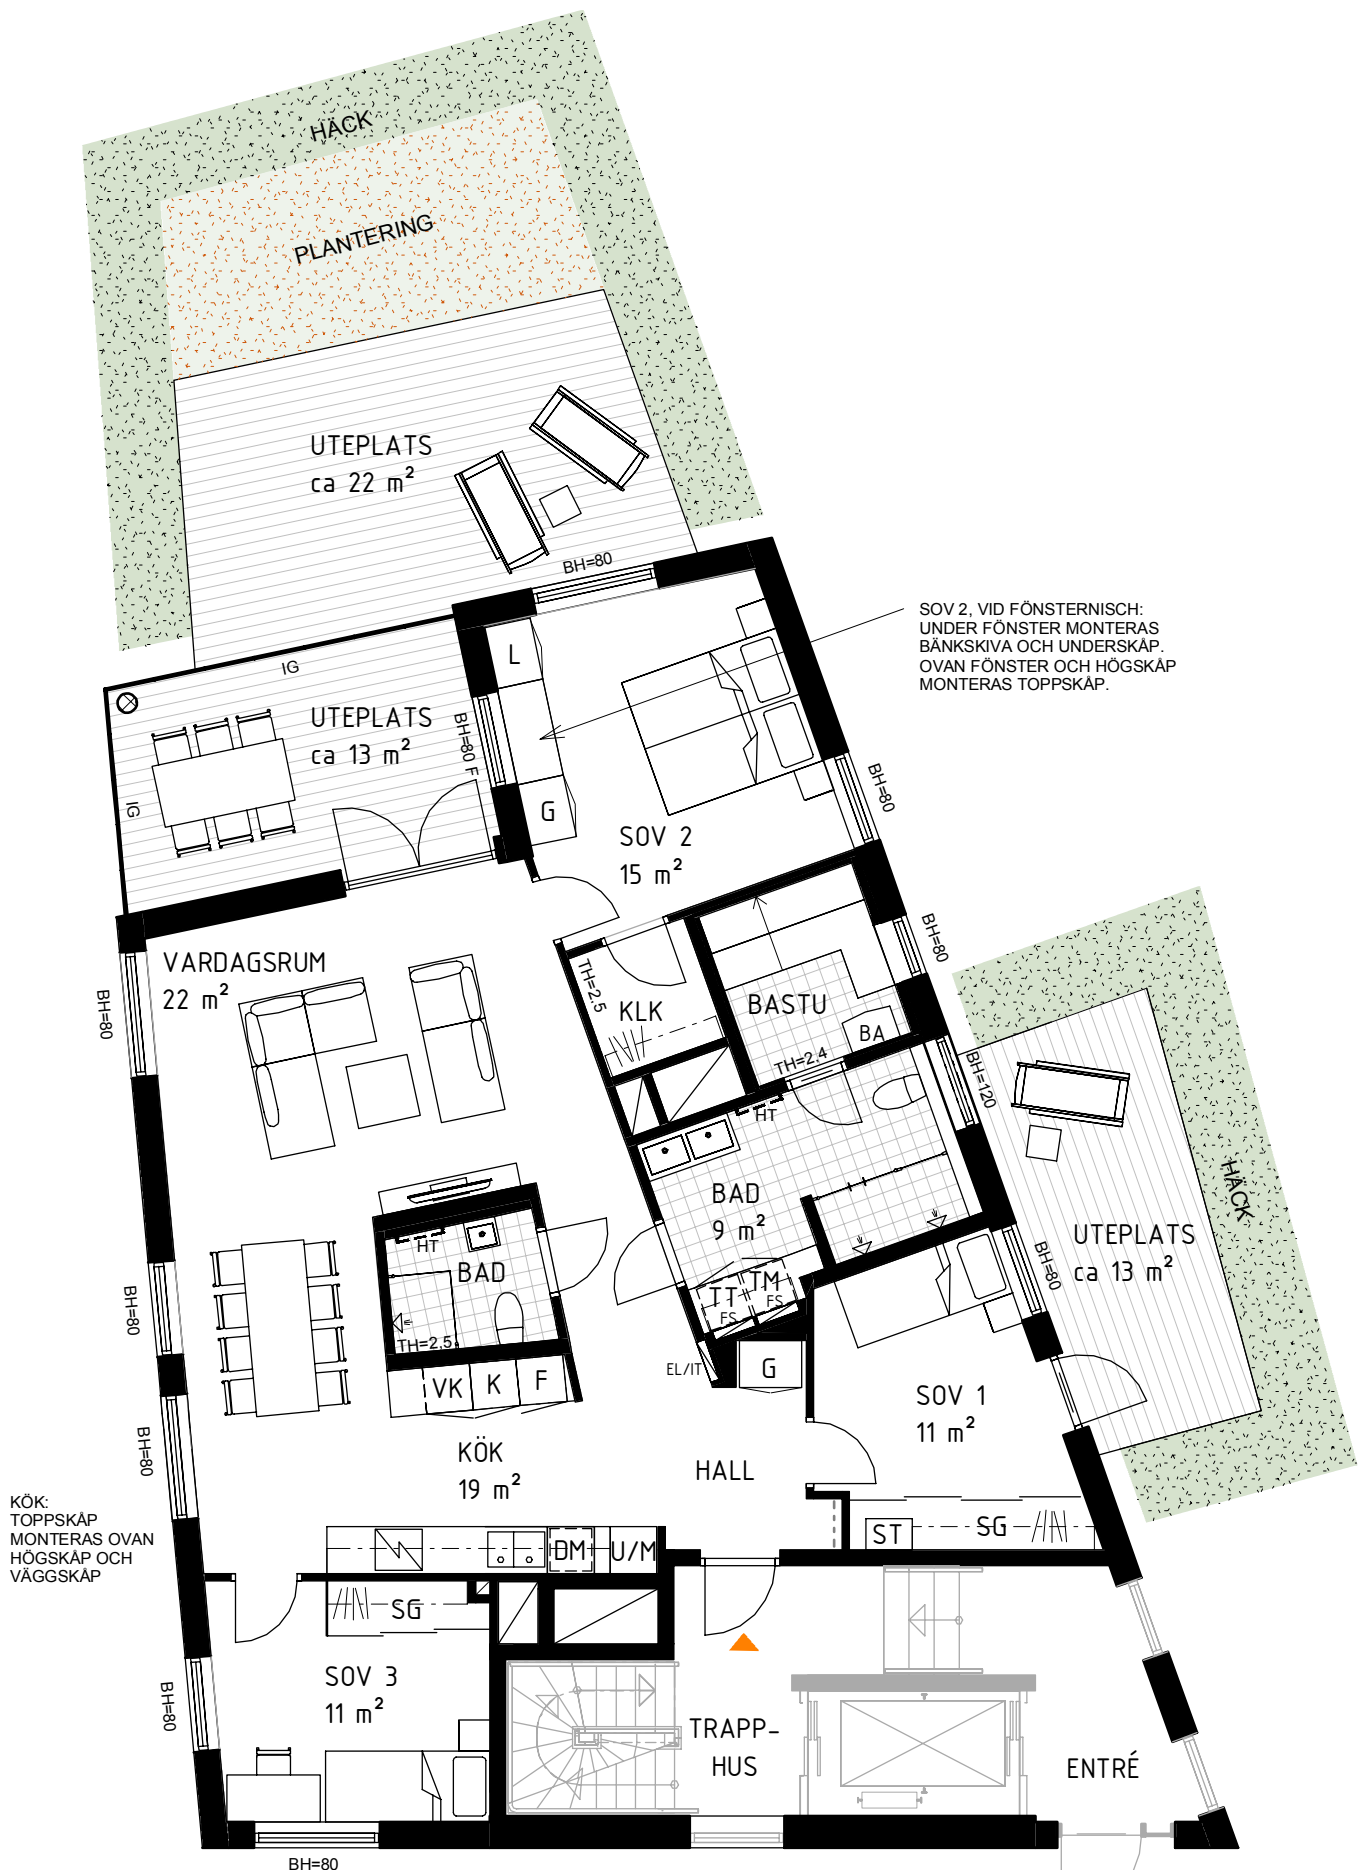 HÄCK
PLANTERING
UTEPLATS
ca 22 m²
BH=80
SOV 2, VID FÖNSTERNISCH:
UNDER FÖNSTER MONTERAS
BÄNKSKIVA OCH UNDERSKÅP.
OVAN FÖNSTER OCH HÖGSKÅP
MONTERAS TOPPSKÅP.
IG
L
UTEPLATS
ca 13 m²
BH=80 F
IG
G
BH=80
SOV 2
15 m²
BH=80
VARDAGSRUM
22 m²
BH=80
TH=2,5
KLK
BASTU
BA
TH=2,4
BH=120
HT
HÄCK
BAD
9 m²
UTEPLATS
ca 13 m²
BH=80
HT
BAD
TH=2,5
BH=80
TT
FS
TM
FS
EL/IT
G
VK
K
F
SOV 1
11 m²
BH=80
KÖK
19 m²
HALL
KÖK:
TOPPSKÅP
MONTERAS OVAN
HÖGSKÅP OCH
VÄGGSKÅP
DM
U/M
ST
SG
SG
SOV 3
11 m²
BH=80
TRAPP-
HUS
ENTRÉ
BH=80